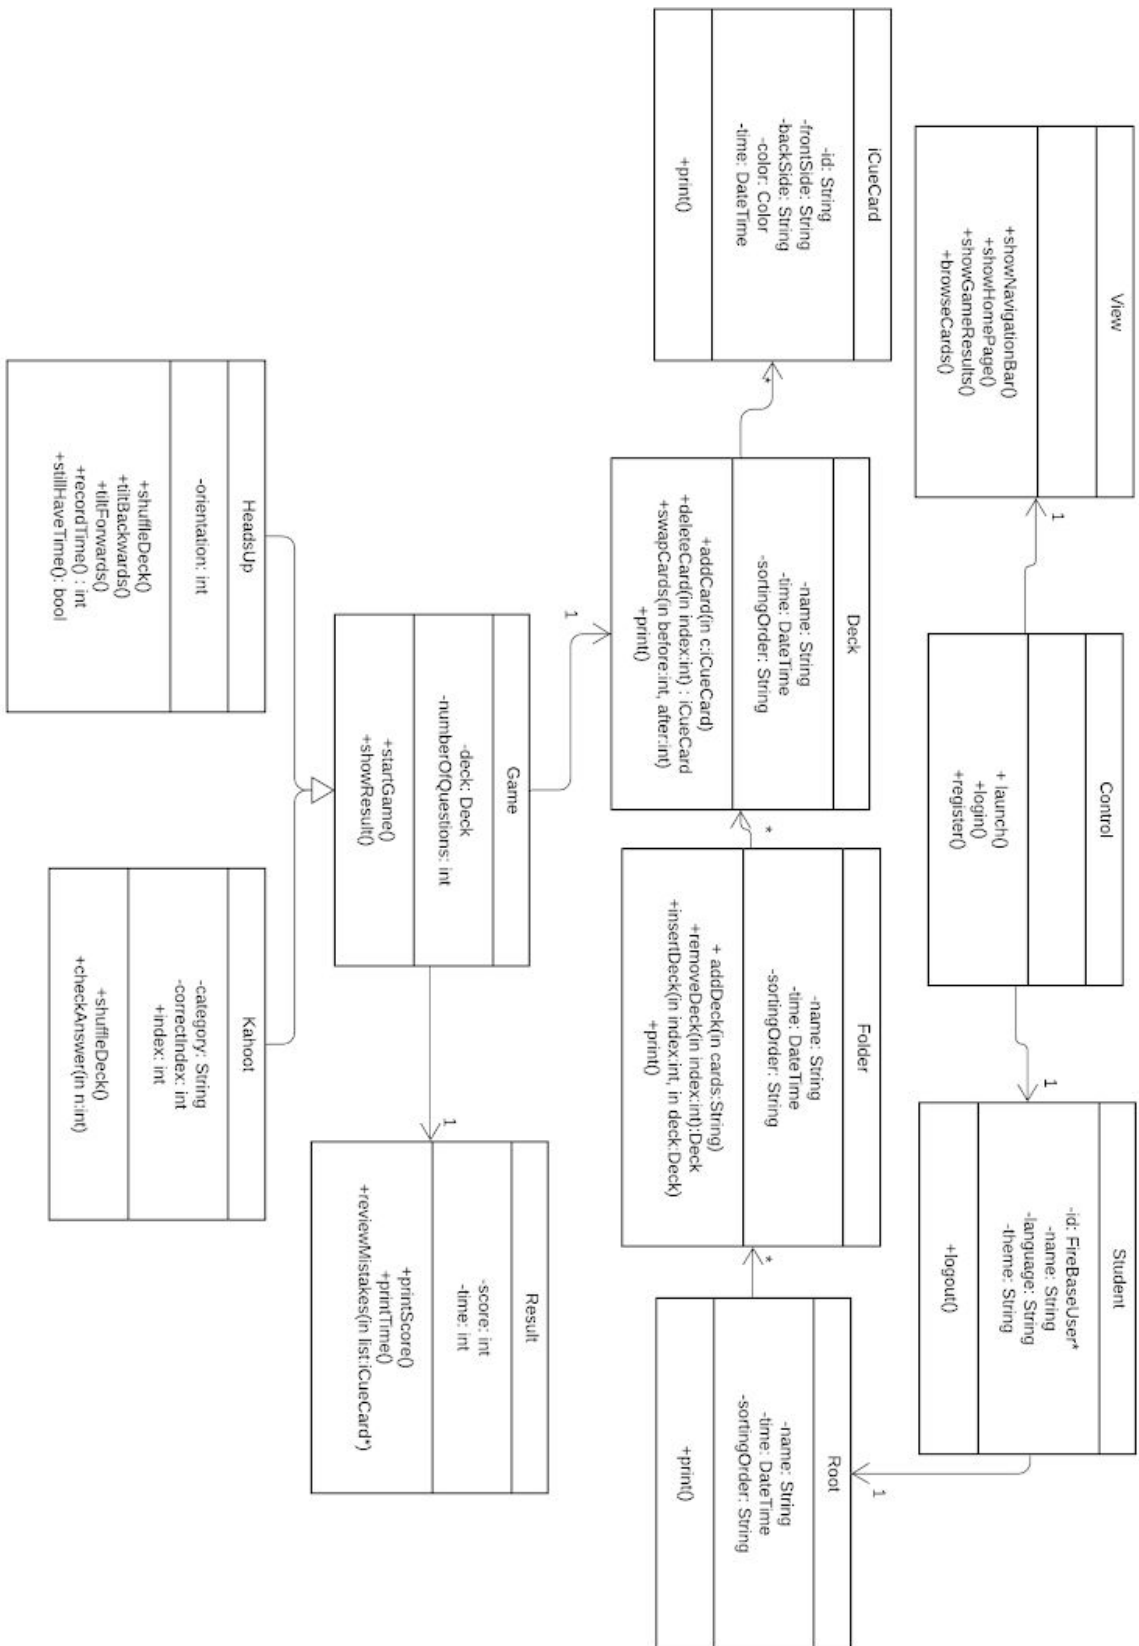 View
+showNavigationBar()
+showHomePage()
+showGameResults()
+browseCards()
1
Control
+ launch()
+login()
+register()
1
Student
-id: FireBaseUser*
-name: String
-language: String
-theme: String
+logout()
1
iCueCard
-id: String
-frontSide: String
-backSide: String
-color: Color
-time: DateTime
+print()
*
Deck
-name: String
-time: DateTime
-sortingOrder: String
+addCard(in c:iCueCard)
+deleteCard(in index:int) : iCueCard
+swapCards(in before:int, after:int)
+print()
*
Folder
-name: String
-time: DateTime
-sortingOrder: String
+ addDeck(in cards:String)
+removeDeck(in index:int):Deck
+insertDeck(in index:int, in deck:Deck)
+print()
*
Root
-name: String
-time: DateTime
-sortingOrder: String
+print()
1
Game
-deck: Deck
-numberOfQuestions: int
+startGame()
+showResult()
1
Result
-score: int
-time: int
+printScore()
+printTime()
+reviewMistakes(in list:iCueCard*)
HeadsUp
-orientation: int
+shuffleDeck()
+tiltBackwards()
+tiltForwards()
+recordTime() : int
+stillHaveTime(): bool
Kahoot
-category: String
-correctIndex: int
+index: int
+shuffleDeck()
+checkAnswer(in n:int)